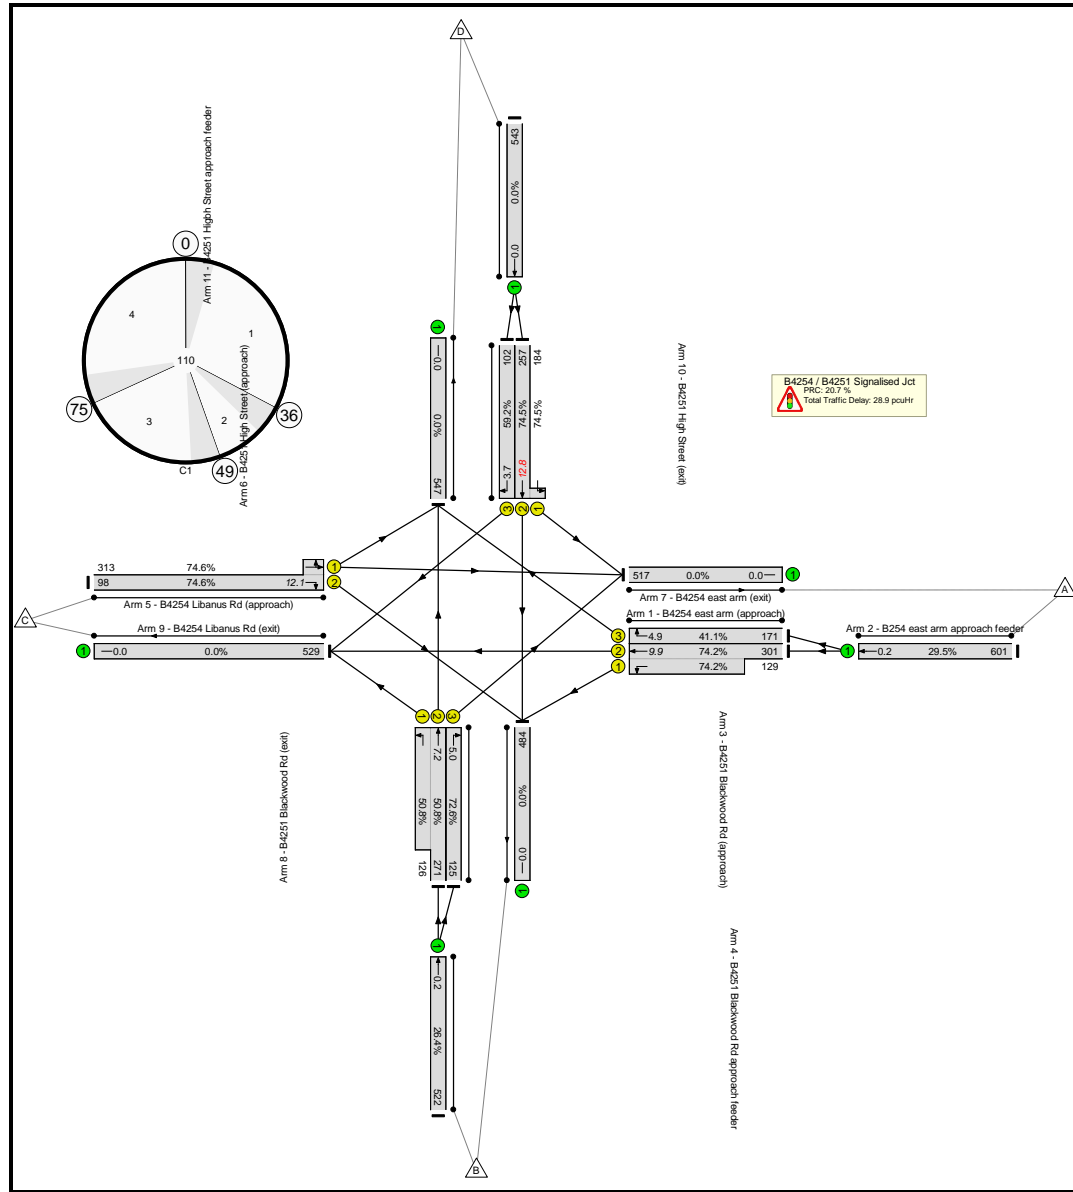 D
Arm 11 - B4251 Higbh Street approach feeder
543
0.0%
0.0
1
0
4
1
110
75
3
2
36
C1
49
Arm 6 - B4251 High Street (approach)
1
0.0
0.0%
547
102
257
184
59.2%
74.5%
74.5%
3.7
12.8
3
2
1
Arm 10 - B4251 High Street (exit)
B4254 / B4251 Signalised Jct
PRC: 20.7 %
Total Traffic Delay: 28.9 pcuHr
313 74.6%
98 74.6% 12.1
1
2
Arm 5 - B4254 Libanus Rd (approach)
C
Arm 9 - B4254 Libanus Rd (exit)
1 0.0 0.0% 529
517 0.0% 0.0 1
Arm 7 - B4254 east arm (exit)
A
Arm 1 - B4254 east arm (approach)
3 4.9 41.1% 171
2 9.9 74.2% 301
1 74.2% 129
Arm 2 - B254 east arm approach feeder
1 0.2 29.5% 601
1
2
3
7.2
5.0
50.8%
50.8%
72.6%
126
271
125
484
0.0%
0.0
1
Arm 8 - B4251 Blackwood Rd (exit)
Arm 3 - B4251 Blackwood Rd (approach)
1
0.2
26.4%
522
Arm 4 - B4251 Blackwood Rd approach feeder
B